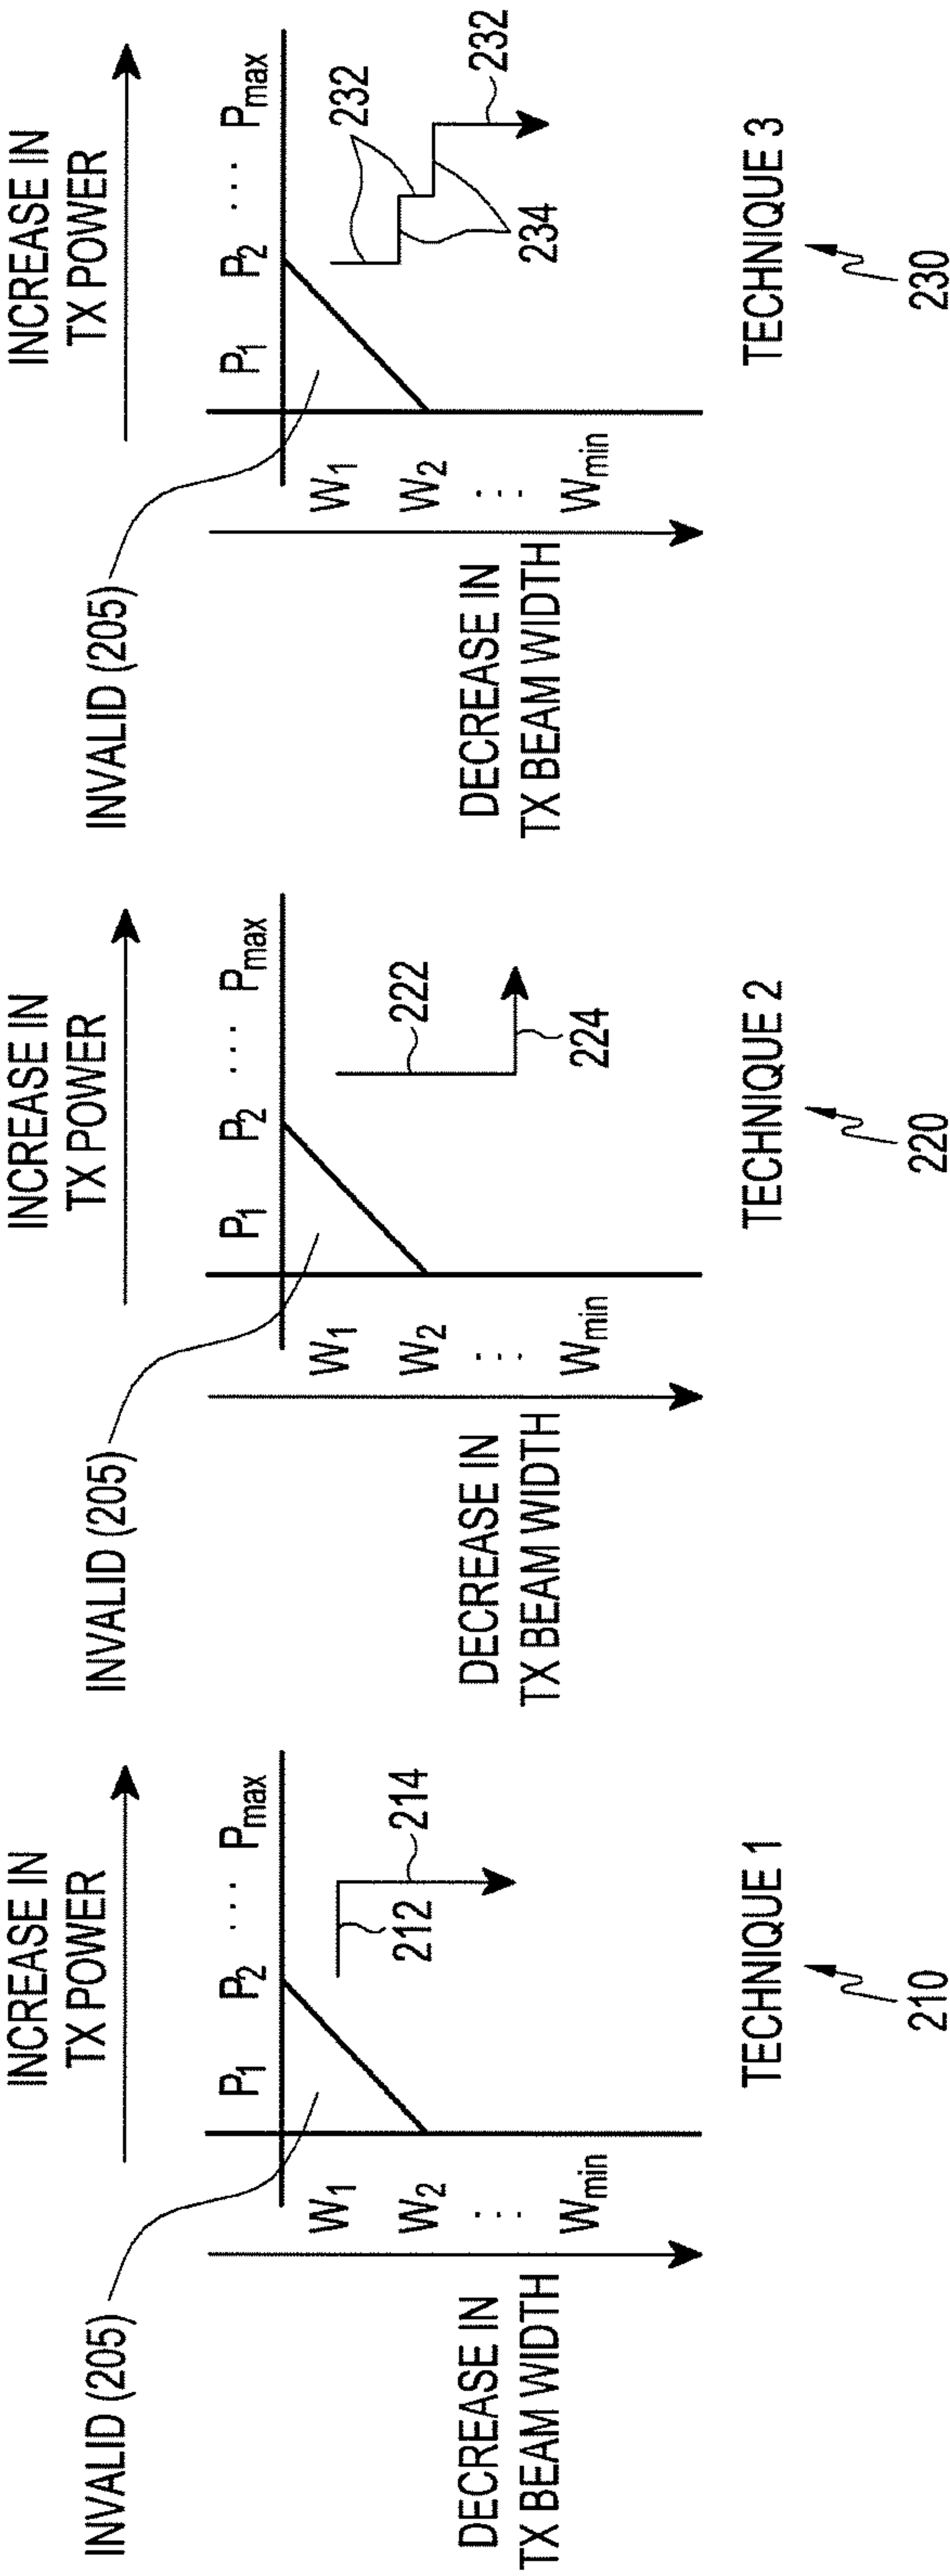 INCREASE IN
TX POWER
INVALID (205)
P1 P2 ... Pmax
W1
W2
⋮
Wmin
DECREASE IN
TX BEAM WIDTH
212
214
TECHNIQUE 1
210
INCREASE IN
TX POWER
INVALID (205)
P1 P2 ... Pmax
W1
W2
⋮
Wmin
DECREASE IN
TX BEAM WIDTH
222
224
TECHNIQUE 2
220
INCREASE IN
TX POWER
INVALID (205)
P1 P2 ... Pmax
W1
W2
⋮
Wmin
DECREASE IN
TX BEAM WIDTH
232
232
234
TECHNIQUE 3
230